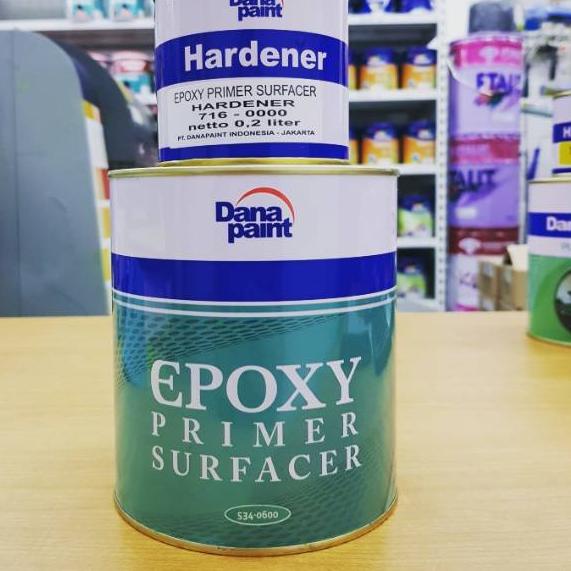 Dana
paint
Hardener
EPOXY PRIMER SURFACER
HARDENER
716 - 0000
netto 0,2 liter
PT. DANAPAINT INDONESIA - JAKARTA
Dana
paint
EPOXY
PRIMER
SURFACER
534-0600